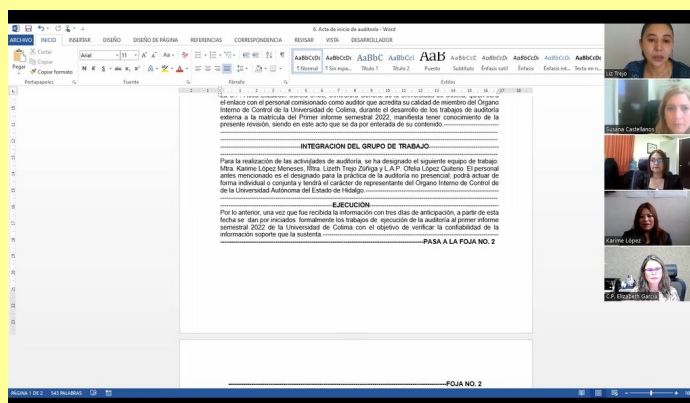 6. Acta de inicio de auditoría - Word
ARCHIVO INICIO INSERTAR DISEÑO DISEÑO DE PÁGINA REFERENCIAS CORRESPONDENCIA REVISAR VISTA DESARROLLADOR
Cortar
Copiar
Pegar
Copiar formato
Arial 11
N K S
AaBbCcDc AaBbCcDc AaBbC AaBbCcI AaB AaBbCcC AaBbCcDt AaBbCcDt AaBbCcDt AaBbCcDc
1 Normal 1 Sin espa... Título 1 Título 2 Puesto Subtítulo Énfasis sutil Énfasis Énfasis int... Texto en n...
Portapapeles Fuente Párrafo Estilos
el enlace con el personal comisionado como auditor que acredita su calidad de miembro del Órgano
Interno de Control de la Universidad de Colima, durante el desarrollo de los trabajos de auditoría
externa a la matrícula del Primer informe semestral 2022, manifiesta tener conocimiento de la
presente revisión, siendo en este acto que se da por enterada de su contenido.
INTEGRACIÓN DEL GRUPO DE TRABAJO
Para la realización de las actividades de auditoría, se ha designado el siguiente equipo de trabajo:
Mtra. Karime López Meneses, Mtra. Lizeth Trejo Zúñiga y L.A.P. Ofelia López Quiterio. El personal
antes mencionado es el designado para la práctica de la auditoría no presencial; podrá actuar de
forma individual o conjunta y tendrá el carácter de representante del Órgano Interno de Control de
de la Universidad Autónoma del Estado de Hidalgo.
EJECUCIÓN
Por lo anterior, una vez que fue recibida la información con tres días de anticipación, a partir de esta
fecha se dan por iniciados formalmente los trabajos de ejecución de la auditoría al primer informe
semestral 2022 de la Universidad de Colima con el objetivo de verificar la confiabilidad de la
información soporte que la sustenta.
PASA A LA FOJA NO. 2
FOJA NO. 2
PÁGINA 1 DE 2 543 PALABRAS
Liz Trejo
Susana Castellanos
Karime López
C.P. Elizabeth García